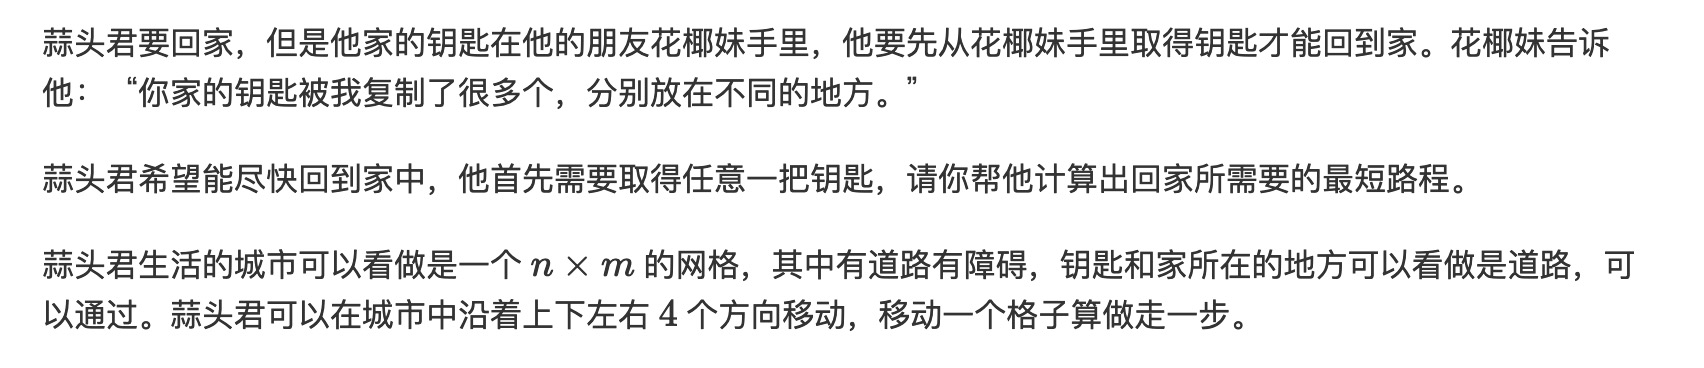 蒜头君要回家，但是他家的钥匙在他的朋友花椰妹手里，他要先从花椰妹手里取得钥匙才能回到家。花椰妹告诉
他：“你家的钥匙被我复制了很多个，分别放在不同的地方。”
蒜头君希望能尽快回到家中，他首先需要取得任意一把钥匙，请你帮他计算出回家所需要的最短路程。
蒜头君生活的城市可以看做是一个 n × m 的网格，其中有道路有障碍，钥匙和家所在的地方可以看做是道路，可
以通过。蒜头君可以在城市中沿着上下左右 4 个方向移动，移动一个格子算做走一步。